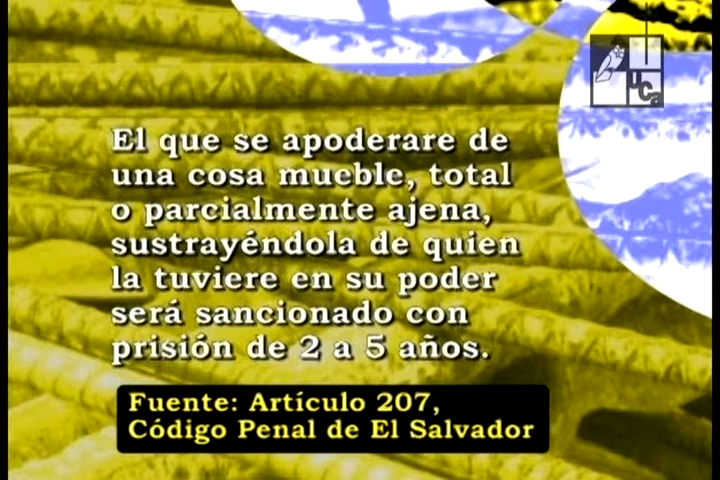 uca
El que se apoderare de
una cosa mueble, total
o parcialmente ajena,
sustrayéndola de quien
la tuviere en su poder
será sancionado con
prisión de 2 a 5 años.
Fuente: Artículo 207,
Código Penal de El Salvador